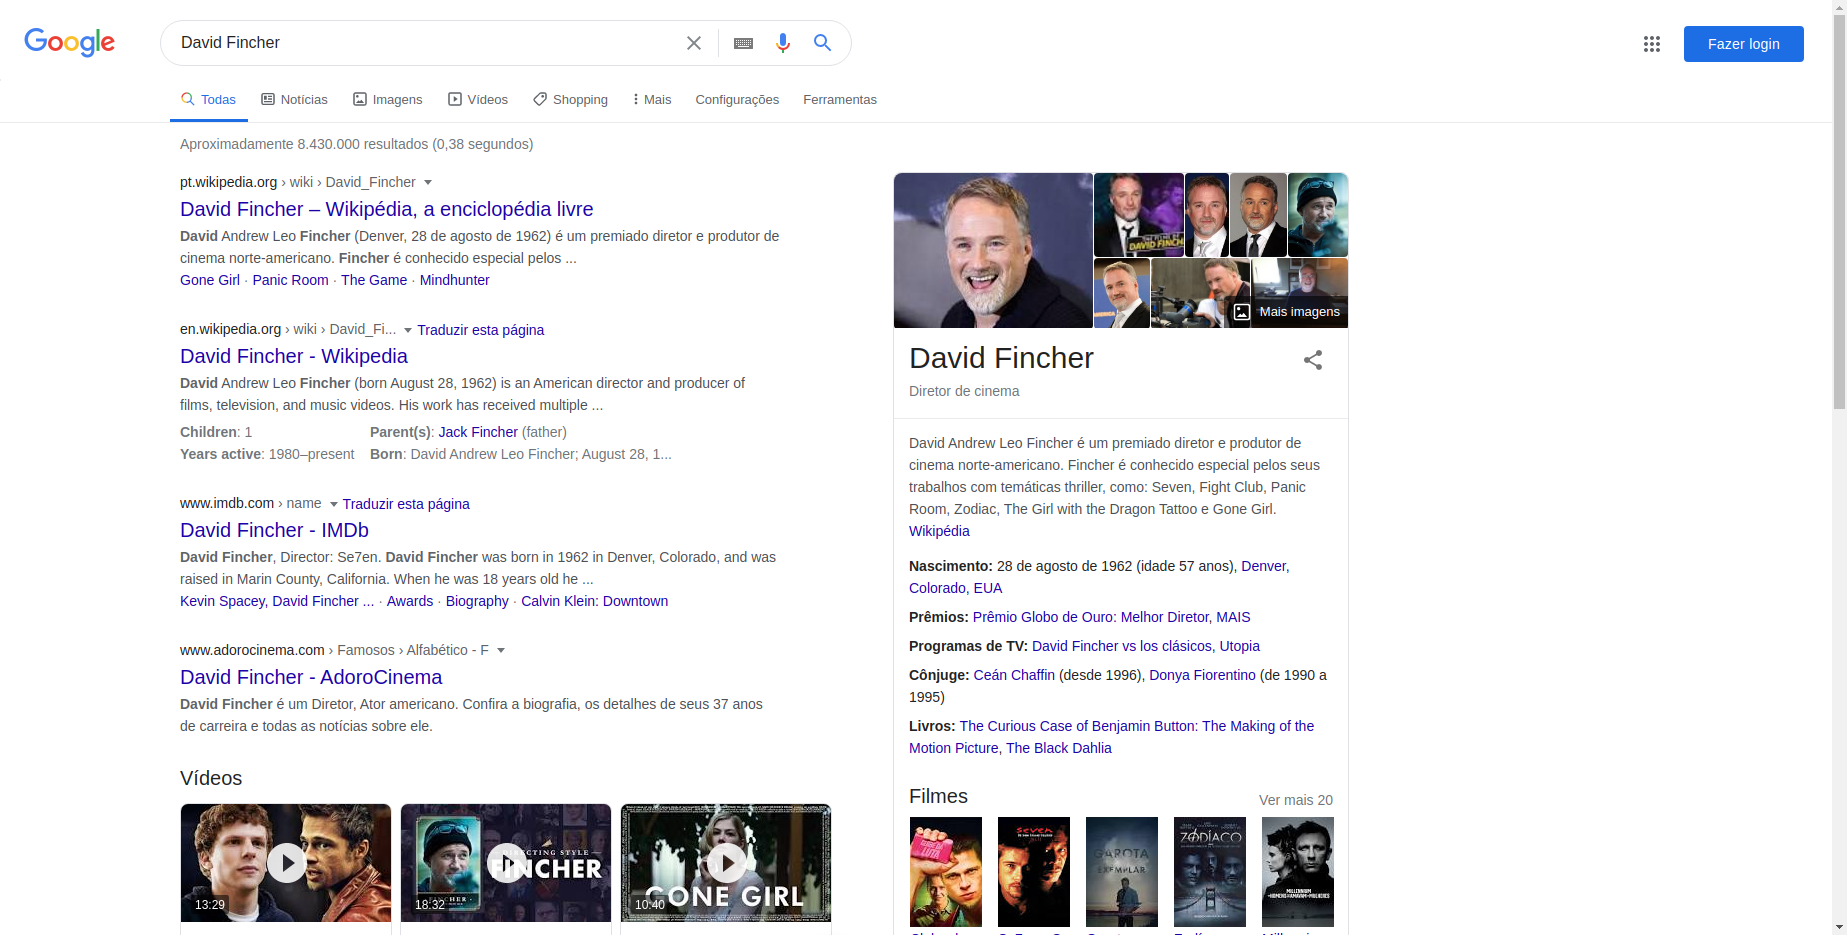 Google
David Fincher
Fazer login
Todas
Notícias
Imagens
Vídeos
Shopping
Mais
Configurações
Ferramentas
Aproximadamente 8.430.000 resultados (0,38 segundos)
pt.wikipedia.org › wiki › David_Fincher
David Fincher – Wikipédia, a enciclopédia livre
David Andrew Leo Fincher (Denver, 28 de agosto de 1962) é um premiado diretor e produtor de
cinema norte-americano. Fincher é conhecido especial pelos ...
Gone Girl · Panic Room · The Game · Mindhunter
en.wikipedia.org › wiki › David_Fi... Traduzir esta página
David Fincher - Wikipedia
David Andrew Leo Fincher (born August 28, 1962) is an American director and producer of
films, television, and music videos. His work has received multiple ...
Children: 1 Parent(s): Jack Fincher (father)
Years active: 1980–present Born: David Andrew Leo Fincher; August 28, 1...
www.imdb.com › name Traduzir esta página
David Fincher - IMDb
David Fincher, Director: Se7en. David Fincher was born in 1962 in Denver, Colorado, and was
raised in Marin County, California. When he was 18 years old he ...
Kevin Spacey, David Fincher ... · Awards · Biography · Calvin Klein: Downtown
www.adorocinema.com › Famosos › Alfabético - F
David Fincher - AdoroCinema
David Fincher é um Diretor, Ator americano. Confira a biografia, os detalhes de seus 37 anos
de carreira e todas as notícias sobre ele.
Vídeos
13:29
DIRECTING STYLE
FINCHER
18:32
GONE GIRL
10:40
DAVID FINCH
Mais imagens
David Fincher
Diretor de cinema
David Andrew Leo Fincher é um premiado diretor e produtor de
cinema norte-americano. Fincher é conhecido especial pelos seus
trabalhos com temáticas thriller, como: Seven, Fight Club, Panic
Room, Zodiac, The Girl with the Dragon Tattoo e Gone Girl.
Wikipédia
Nascimento: 28 de agosto de 1962 (idade 57 anos), Denver,
Colorado, EUA
Prêmios: Prêmio Globo de Ouro: Melhor Diretor, MAIS
Programas de TV: David Fincher vs los clásicos, Utopia
Cônjuge: Ceán Chaffin (desde 1996), Donya Fiorentino (de 1990 a
1995)
Livros: The Curious Case of Benjamin Button: The Making of the
Motion Picture, The Black Dahlia
Filmes
Ver mais 20
CLUBE DA
LUTA
SEVEN
GAROTA
EXEMPLAR
ZODÍACO
MILLENNIUM